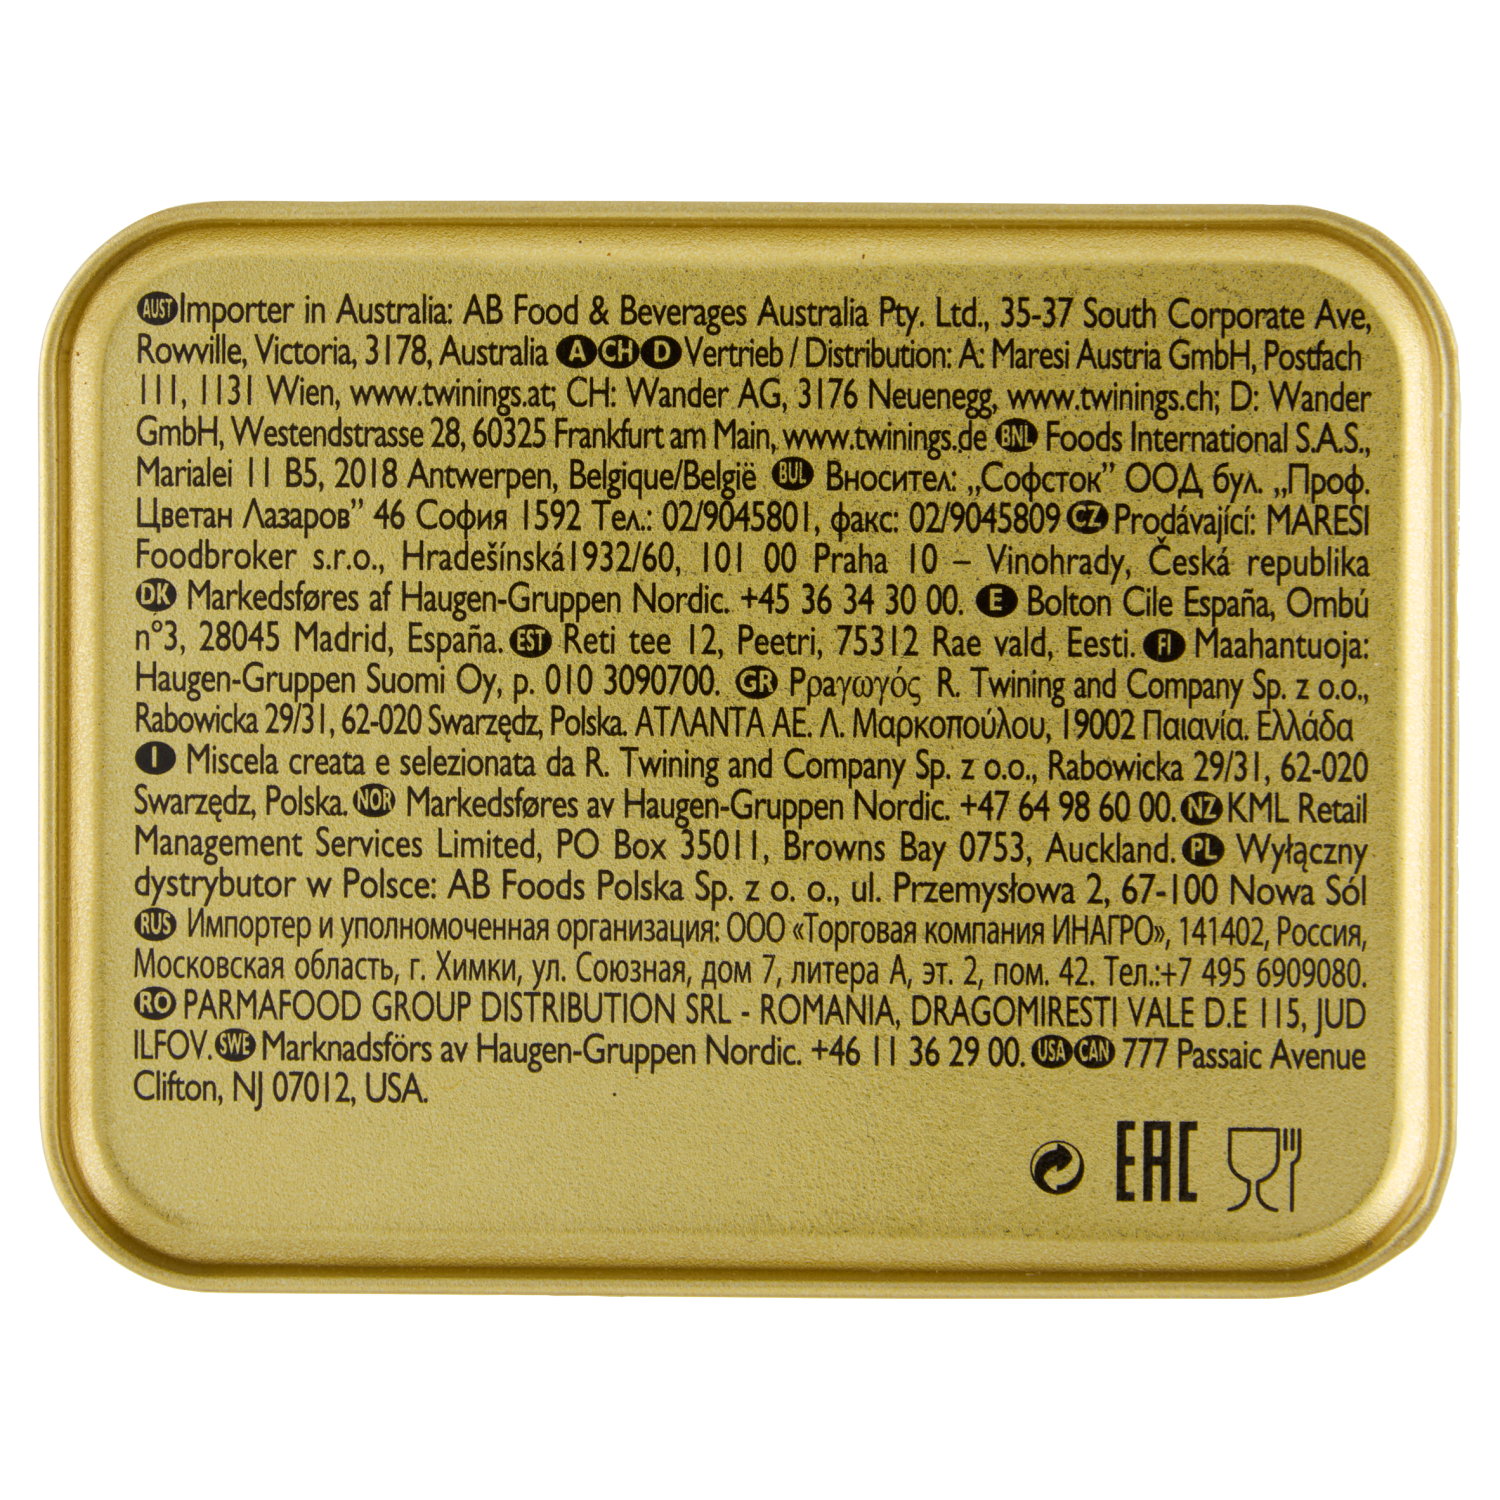 AUST Importer in Australia: AB Food & Beverages Australia Pty. Ltd., 35-37 South Corporate Ave,
Rowville, Victoria, 3178, Australia A CH D Vertrieb / Distribution: A: Maresi Austria GmbH, Postfach
111, 1131 Wien, www.twinings.at; CH: Wander AG, 3176 Neuenegg, www.twinings.ch; D: Wander
GmbH, Westendstrasse 28, 60325 Frankfurt am Main, www.twinings.de BNL Foods International S.A.S.,
Marialei 11 B5, 2018 Antwerpen, Belgique/België BUL Вносител: „Софсток” ООД бул. „Проф.
Цветан Лазаров” 46 София 1592 Тел.: 02/9045801, факс: 02/9045809 CZ Prodávající: MARESI
Foodbroker s.r.o., Hradešínská1932/60, 101 00 Praha 10 – Vinohrady, Česká republika
DK Markedsføres af Haugen-Gruppen Nordic. +45 36 34 30 00. E Bolton Cile España, Ombú
n°3, 28045 Madrid, España. EST Reti tee 12, Peetri, 75312 Rae vald, Eesti. FI Maahantuoja:
Haugen-Gruppen Suomi Oy, p. 010 3090700. GR Ρραγωγός R. Twining and Company Sp. z o.o.,
Rabowicka 29/31, 62-020 Swarzędz, Polska. ΑΤΛΑΝΤΑ ΑΕ. Λ. Μαρκοπούλου, 19002 Παιανία. Ελλάδα
I Miscela creata e selezionata da R. Twining and Company Sp. z o.o., Rabowicka 29/31, 62-020
Swarzędz, Polska. NOR Markedsføres av Haugen-Gruppen Nordic. +47 64 98 60 00. NZ KML Retail
Management Services Limited, PO Box 35011, Browns Bay 0753, Auckland. PL Wyłączny
dystrybutor w Polsce: AB Foods Polska Sp. z o. o., ul. Przemysłowa 2, 67-100 Nowa Sól
RUS Импортер и уполномоченная организация: ООО «Торговая компания ИНАГРО», 141402, Россия,
Московская область, г. Химки, ул. Союзная, дом 7, литера А, эт. 2, пом. 42. Тел.:+7 495 6909080.
RO PARMAFOOD GROUP DISTRIBUTION SRL - ROMANIA, DRAGOMIRESTI VALE D.E 115, JUD
ILFOV. SWE Marknadsförs av Haugen-Gruppen Nordic. +46 11 36 29 00. USA CAN 777 Passaic Avenue
Clifton, NJ 07012, USA.
EAC